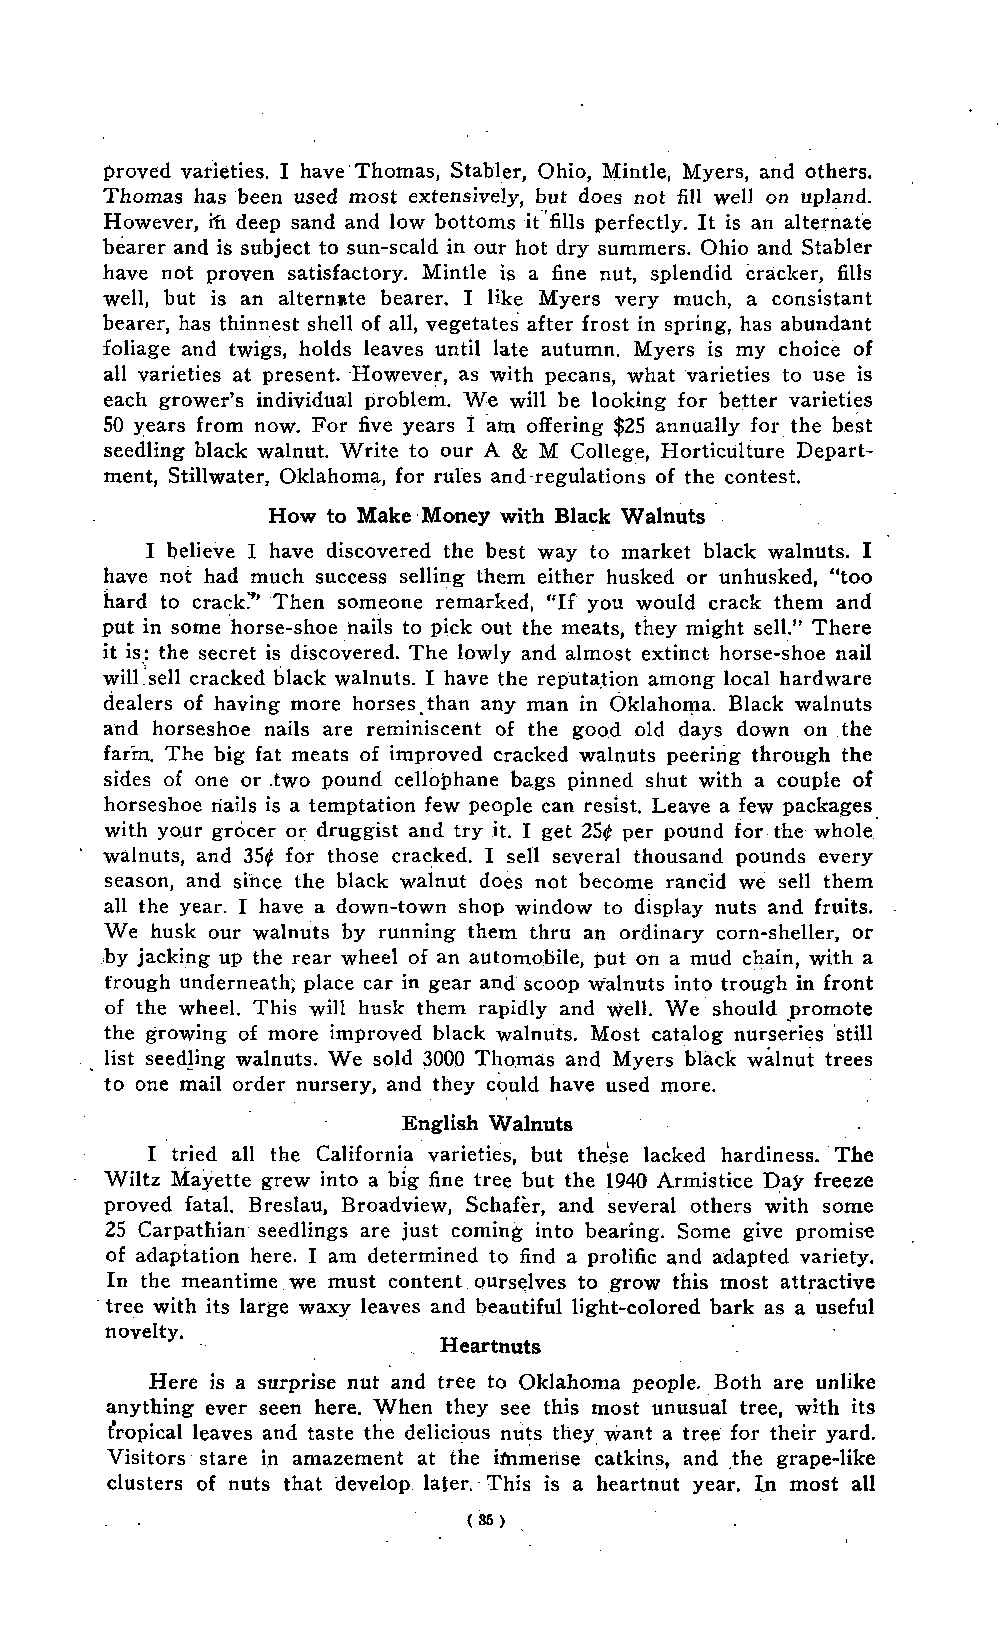 proved varieties. I have Thomas, Stabler, Ohio, Mintle, Myers, and others.
Thomas has been used most extensively, but does not fill well on upland.
However, in deep sand and low bottoms it fills perfectly. It is an alternate
bearer and is subject to sun-scald in our hot dry summers. Ohio and Stabler
have not proven satisfactory. Mintle is a fine nut, splendid cracker, fills
well, but is an alternate bearer. I like Myers very much, a consistant
bearer, has thinnest shell of all, vegetates after frost in spring, has abundant
foliage and twigs, holds leaves until late autumn. Myers is my choice of
all varieties at present. However, as with pecans, what varieties to use is
each grower's individual problem. We will be looking for better varieties
50 years from now. For five years I am offering $25 annually for the best
seedling black walnut. Write to our A & M College, Horticulture Depart-
ment, Stillwater, Oklahoma, for rules and regulations of the contest.
How to Make Money with Black Walnuts
I believe I have discovered the best way to market black walnuts. I
have not had much success selling them either husked or unhusked, "too
hard to crack." Then someone remarked, "If you would crack them and
put in some horse-shoe nails to pick out the meats, they might sell." There
it is; the secret is discovered. The lowly and almost extinct horse-shoe nail
will sell cracked black walnuts. I have the reputation among local hardware
dealers of having more horses than any man in Oklahoma. Black walnuts
and horseshoe nails are reminiscent of the good old days down on the
farm. The big fat meats of improved cracked walnuts peering through the
sides of one or two pound cellophane bags pinned shut with a couple of
horseshoe nails is a temptation few people can resist. Leave a few packages
with your grocer or druggist and try it. I get 25¢ per pound for the whole
walnuts, and 35¢ for those cracked. I sell several thousand pounds every
season, and since the black walnut does not become rancid we sell them
all the year. I have a down-town shop window to display nuts and fruits.
We husk our walnuts by running them thru an ordinary corn-sheller, or
by jacking up the rear wheel of an automobile, put on a mud chain, with a
trough underneath; place car in gear and scoop walnuts into trough in front
of the wheel. This will husk them rapidly and well. We should promote
the growing of more improved black walnuts. Most catalog nurseries still
list seedling walnuts. We sold 3000 Thomas and Myers black walnut trees
to one mail order nursery, and they could have used more.
English Walnuts
I tried all the California varieties, but these lacked hardiness. The
Wiltz Mayette grew into a big fine tree but the 1940 Armistice Day freeze
proved fatal. Breslau, Broadview, Schafer, and several others with some
25 Carpathian seedlings are just coming into bearing. Some give promise
of adaptation here. I am determined to find a prolific and adapted variety.
In the meantime we must content ourselves to grow this most attractive
tree with its large waxy leaves and beautiful light-colored bark as a useful
novelty.
Heartnuts
Here is a surprise nut and tree to Oklahoma people. Both are unlike
anything ever seen here. When they see this most unusual tree, with its
tropical leaves and taste the delicious nuts they want a tree for their yard.
Visitors stare in amazement at the immense catkins, and the grape-like
clusters of nuts that develop later. This is a heartnut year. In most all
( 35 )